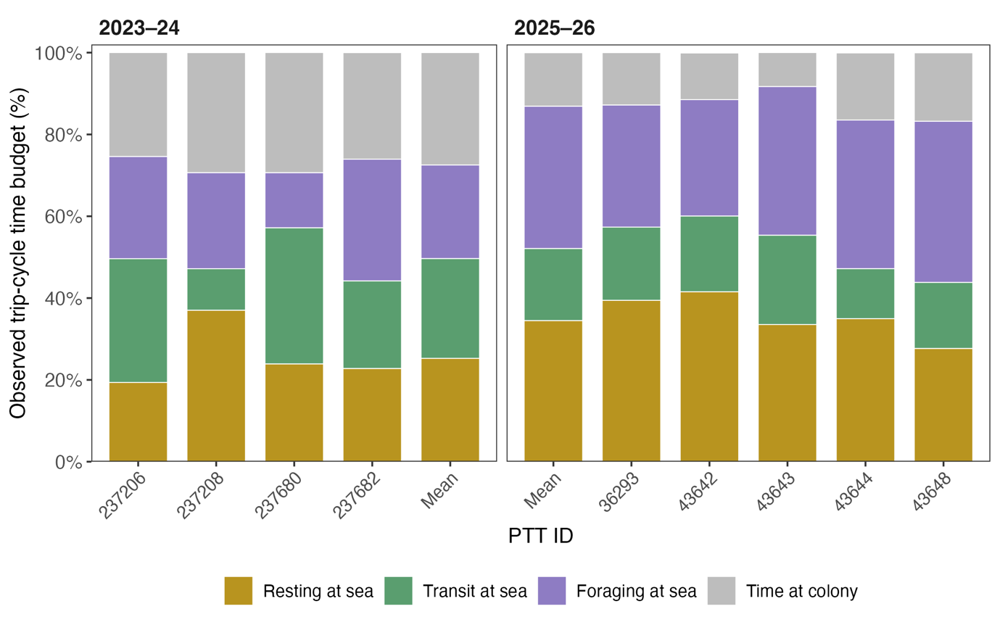 2023–24
2025–26
Observed trip-cycle time budget (%)
100%
80%
60%
40%
20%
0%
237206
237208
237680
237682
Mean
Mean
36293
43642
43643
43644
43648
PTT ID
Resting at sea
Transit at sea
Foraging at sea
Time at colony